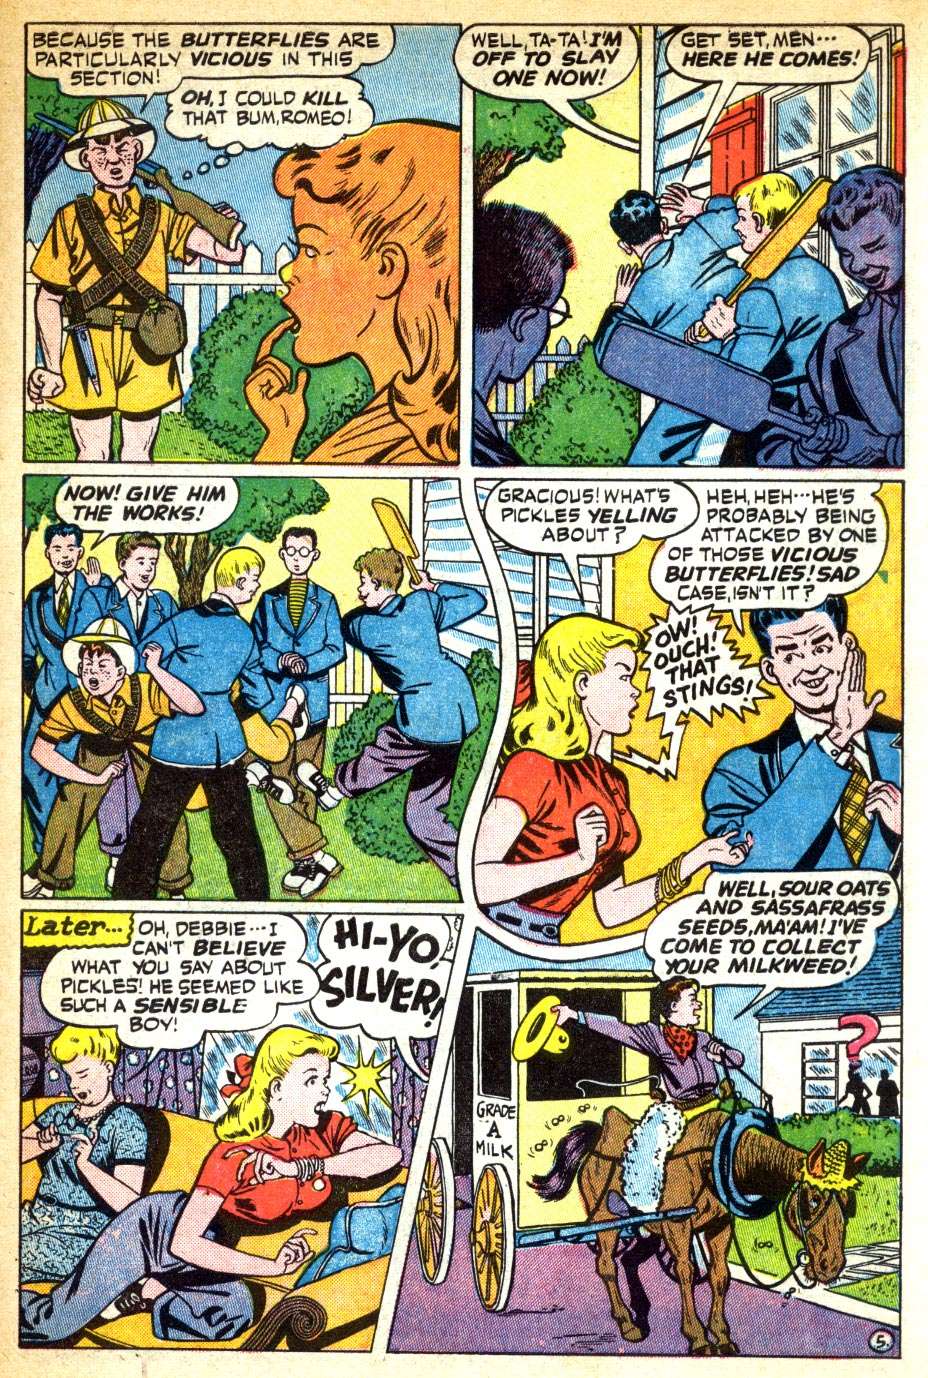 BECAUSE THE BUTTERFLIES ARE
PARTICULARLY VICIOUS IN THIS
SECTION!
OH, I COULD KILL
THAT BUM, ROMEO!
WELL, TA-TA! I'M
OFF TO SLAY
ONE NOW!
GET SET, MEN---
HERE HE COMES!
NOW! GIVE HIM
THE WORKS!
GRACIOUS! WHAT'S
PICKLES YELLING
ABOUT?
HEH, HEH---HE'S
PROBABLY BEING
ATTACKED BY ONE
OF THOSE VICIOUS
BUTTERFLIES! SAD
CASE, ISN'T IT?
OW!
OUCH!
THAT
STINGS!
Later...
OH, DEBBIE---I
CAN'T BELIEVE
WHAT YOU SAY ABOUT
PICKLES! HE SEEMED LIKE
SUCH A SENSIBLE
BOY!
HI-YO,
SILVER!
WELL, SOUR OATS
AND SASSAFRASS
SEEDS, MA'AM! I'VE
COME TO COLLECT
YOUR MILKWEED!
?
GRADE
A
MILK
5